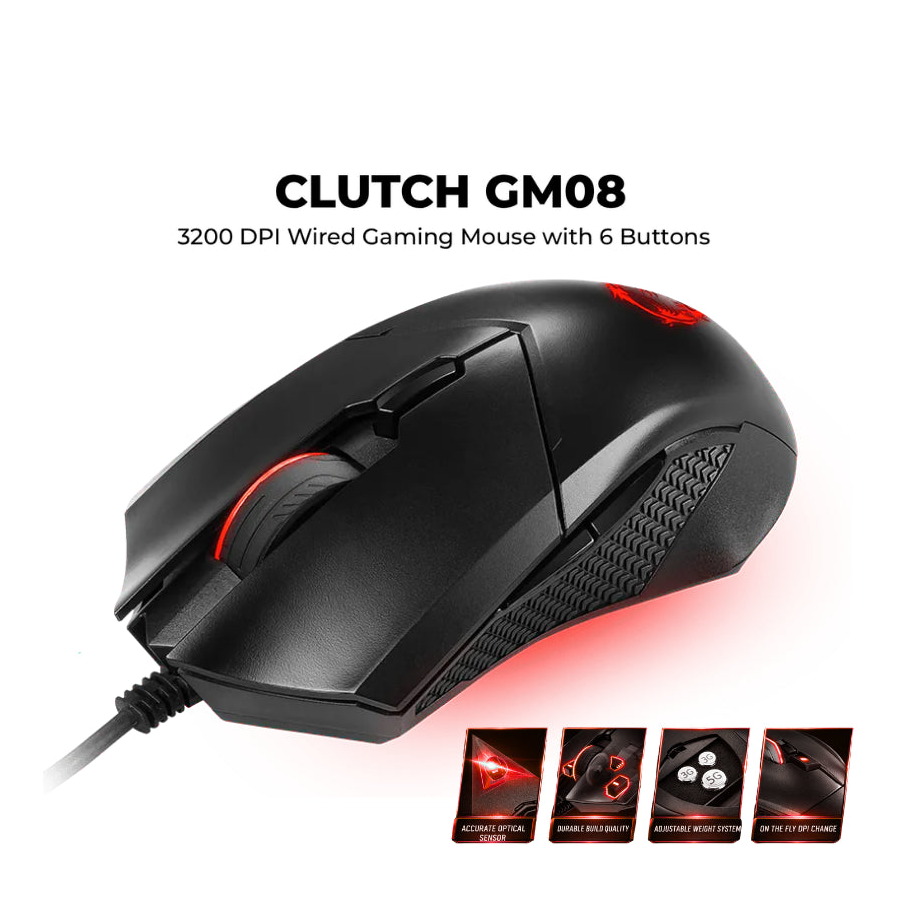 CLUTCH GM08
3200 DPI Wired Gaming Mouse with 6 Buttons
3G
3G
5G
ACCURATE OPTICAL
SENSOR
DURABLE BUILD QUALITY
ADJUSTABLE WEIGHT SYSTEM
ON THE FLY DPI CHANGE